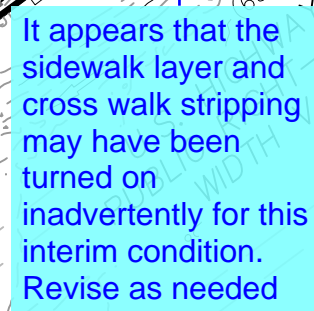 It appears that the
sidewalk layer and
cross walk stripping
may have been
turned on
inadvertently for this
interim condition.
Revise as needed